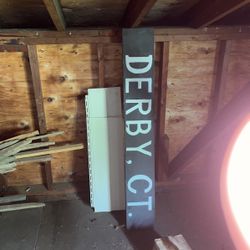 DERBY, CT.